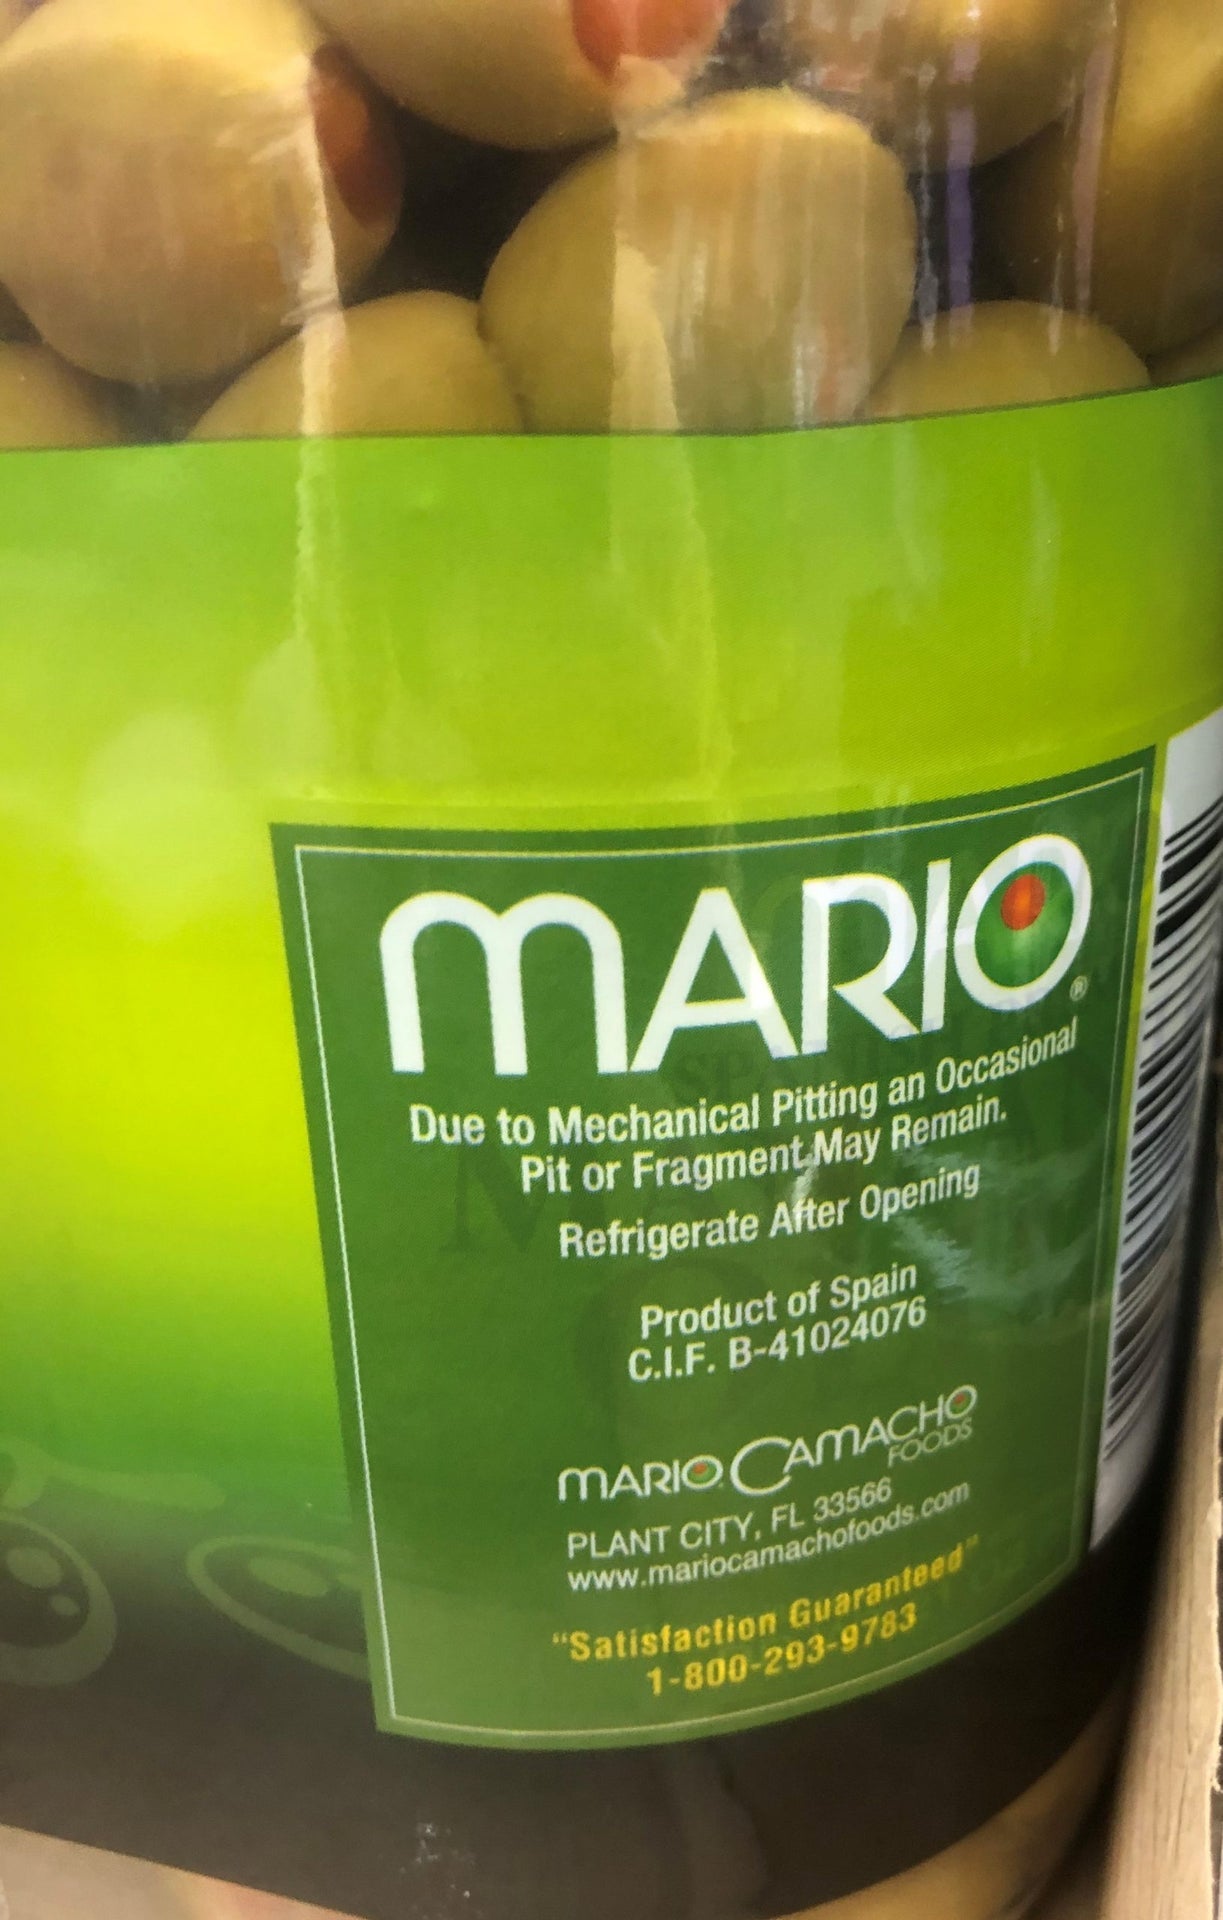 MARIO®
Due to Mechanical Pitting an Occasional
Pit or Fragment May Remain.
Refrigerate After Opening
Product of Spain
C.I.F. B-41024076
MARIO CAMACHO
FOODS
PLANT CITY, FL 33566
www.mariocamachofoods.com
"Satisfaction Guaranteed"
1-800-293-9783